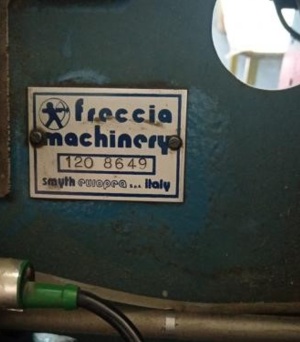 freccia
machinery
120 8649
smyth europea s.p.a. italy